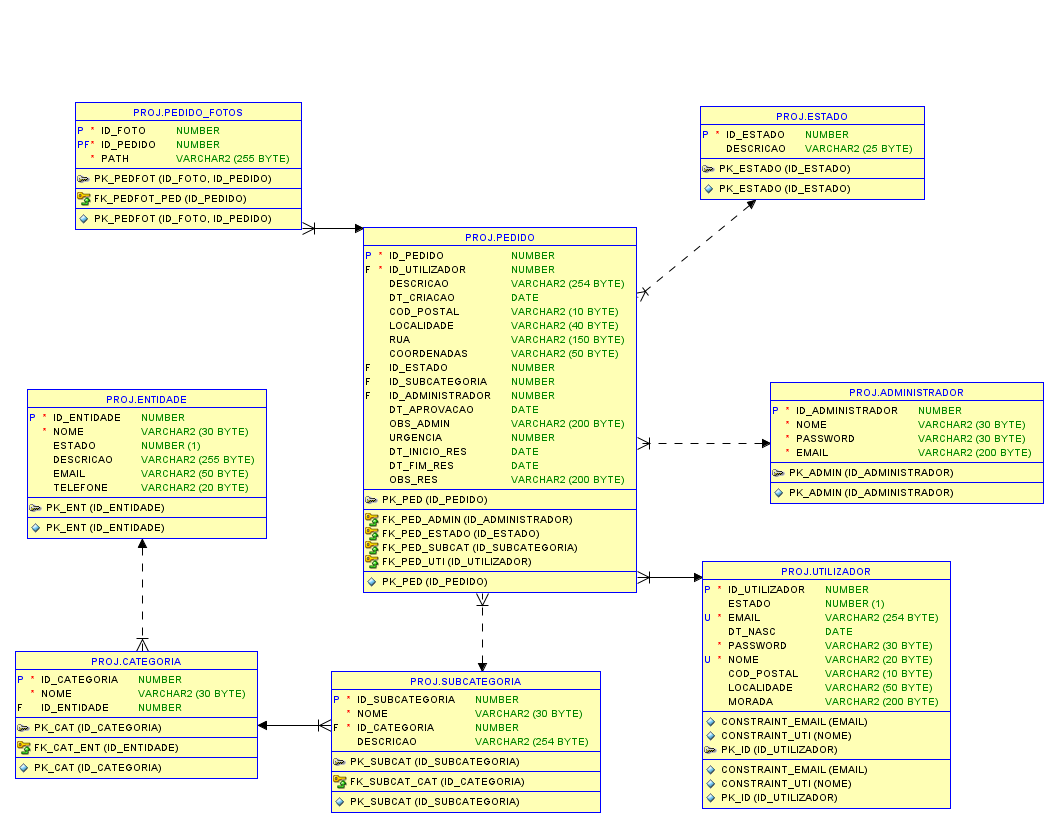 PROJ.PEDIDO_FOTOS
P * ID_FOTO NUMBER
PF* ID_PEDIDO NUMBER
* PATH VARCHAR2 (255 BYTE)
PK_PEDFOT (ID_FOTO, ID_PEDIDO)
FK_PEDFOT_PED (ID_PEDIDO)
PK_PEDFOT (ID_FOTO, ID_PEDIDO)
PROJ.ESTADO
P * ID_ESTADO NUMBER
DESCRICAO VARCHAR2 (25 BYTE)
PK_ESTADO (ID_ESTADO)
PK_ESTADO (ID_ESTADO)
PROJ.PEDIDO
P * ID_PEDIDO NUMBER
F * ID_UTILIZADOR NUMBER
DESCRICAO VARCHAR2 (254 BYTE)
DT_CRIACAO DATE
COD_POSTAL VARCHAR2 (10 BYTE)
LOCALIDADE VARCHAR2 (40 BYTE)
RUA VARCHAR2 (150 BYTE)
COORDENADAS VARCHAR2 (50 BYTE)
F ID_ESTADO NUMBER
F ID_SUBCATEGORIA NUMBER
F ID_ADMINISTRADOR NUMBER
DT_APROVACAO DATE
OBS_ADMIN VARCHAR2 (200 BYTE)
URGENCIA NUMBER
DT_INICIO_RES DATE
DT_FIM_RES DATE
OBS_RES VARCHAR2 (200 BYTE)
PK_PED (ID_PEDIDO)
FK_PED_ADMIN (ID_ADMINISTRADOR)
FK_PED_ESTADO (ID_ESTADO)
FK_PED_SUBCAT (ID_SUBCATEGORIA)
FK_PED_UTI (ID_UTILIZADOR)
PK_PED (ID_PEDIDO)
PROJ.ENTIDADE
P * ID_ENTIDADE NUMBER
* NOME VARCHAR2 (30 BYTE)
ESTADO NUMBER (1)
DESCRICAO VARCHAR2 (255 BYTE)
EMAIL VARCHAR2 (50 BYTE)
TELEFONE VARCHAR2 (20 BYTE)
PK_ENT (ID_ENTIDADE)
PK_ENT (ID_ENTIDADE)
PROJ.ADMINISTRADOR
P * ID_ADMINISTRADOR NUMBER
* NOME VARCHAR2 (30 BYTE)
* PASSWORD VARCHAR2 (30 BYTE)
* EMAIL VARCHAR2 (200 BYTE)
PK_ADMIN (ID_ADMINISTRADOR)
PK_ADMIN (ID_ADMINISTRADOR)
PROJ.UTILIZADOR
P * ID_UTILIZADOR NUMBER
ESTADO NUMBER (1)
U * EMAIL VARCHAR2 (254 BYTE)
DT_NASC DATE
* PASSWORD VARCHAR2 (30 BYTE)
U * NOME VARCHAR2 (20 BYTE)
COD_POSTAL VARCHAR2 (10 BYTE)
LOCALIDADE VARCHAR2 (50 BYTE)
MORADA VARCHAR2 (200 BYTE)
CONSTRAINT_EMAIL (EMAIL)
CONSTRAINT_UTI (NOME)
PK_ID (ID_UTILIZADOR)
CONSTRAINT_EMAIL (EMAIL)
CONSTRAINT_UTI (NOME)
PK_ID (ID_UTILIZADOR)
PROJ.CATEGORIA
P * ID_CATEGORIA NUMBER
* NOME VARCHAR2 (30 BYTE)
F ID_ENTIDADE NUMBER
PK_CAT (ID_CATEGORIA)
FK_CAT_ENT (ID_ENTIDADE)
PK_CAT (ID_CATEGORIA)
PROJ.SUBCATEGORIA
P * ID_SUBCATEGORIA NUMBER
* NOME VARCHAR2 (30 BYTE)
F * ID_CATEGORIA NUMBER
DESCRICAO VARCHAR2 (254 BYTE)
PK_SUBCAT (ID_SUBCATEGORIA)
FK_SUBCAT_CAT (ID_CATEGORIA)
PK_SUBCAT (ID_SUBCATEGORIA)